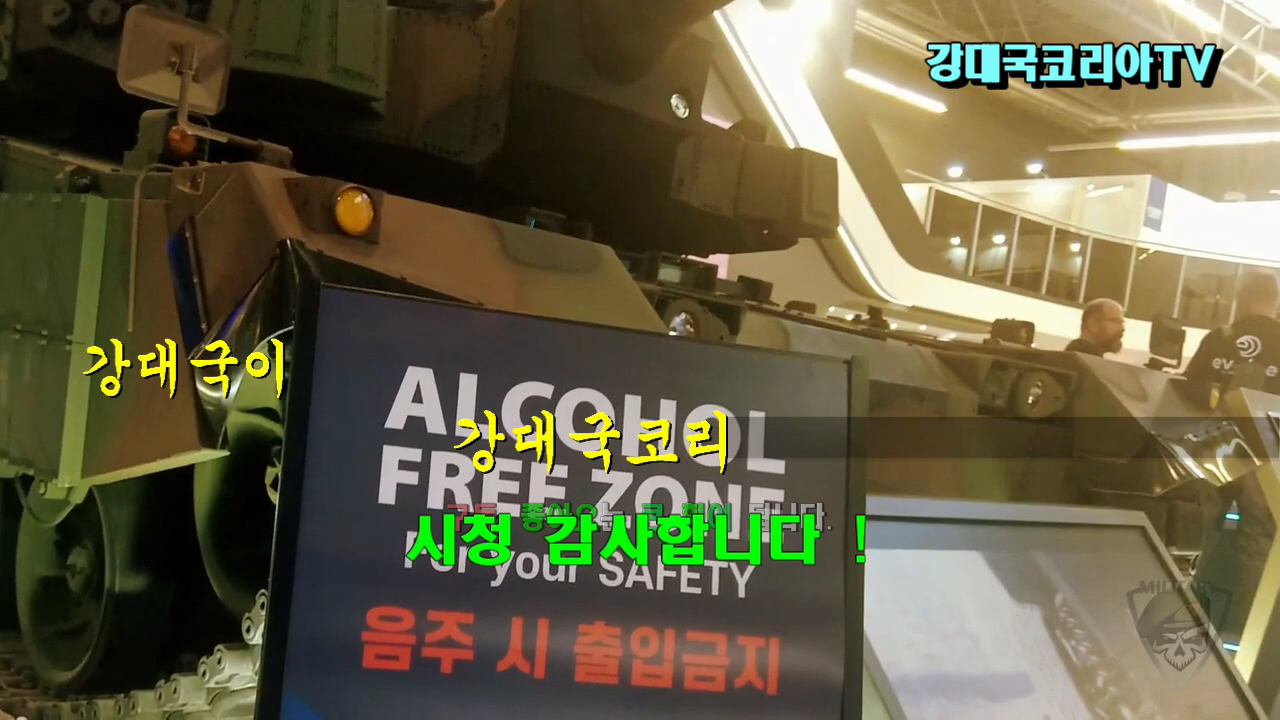 강대국코리아TV
강대국이
ALCOHOL
강대국코리
FREE ZONE
시청 감사합니다 !
For your SAFETY
음주 시 출입금지
MILITARY